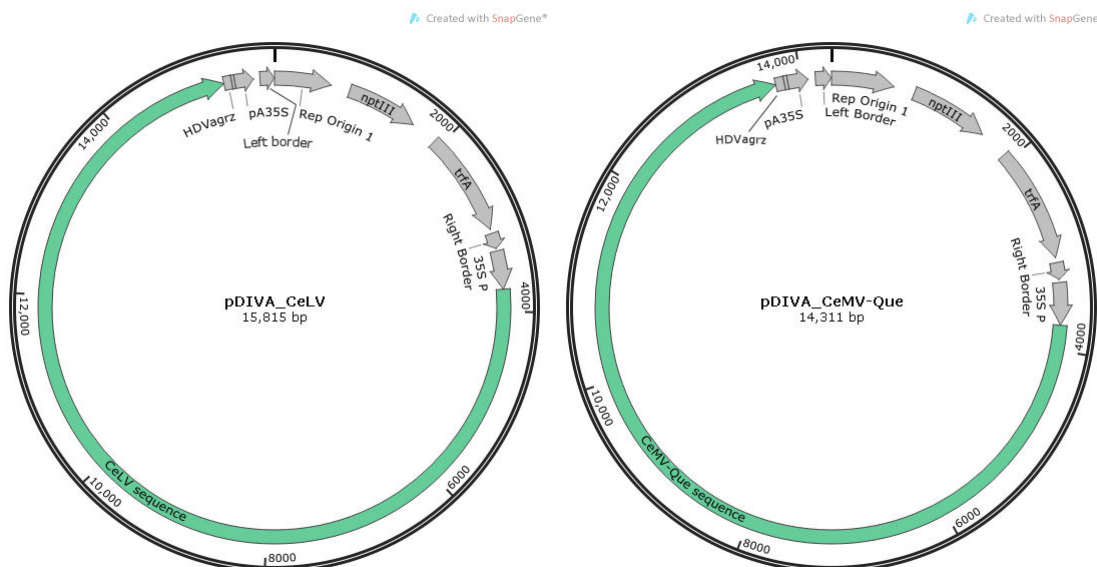 Created with SnapGene®
HDVagrz
pA35S
Left border
Rep Origin 1
nptIII
2000
trfA
Right Border
35S P
4000
6000
8000
10,000
12,000
14,000
CeLV sequence
pDIVA_CeLV
15,815 bp
Created with SnapGene
14,000
HDVagrz
pA35S
Left Border
Rep Origin 1
nptIII
2000
trfA
Right Border
35S P
4000
6000
8000
10,000
12,000
CeMV-Que sequence
pDIVA_CeMV-Que
14,311 bp